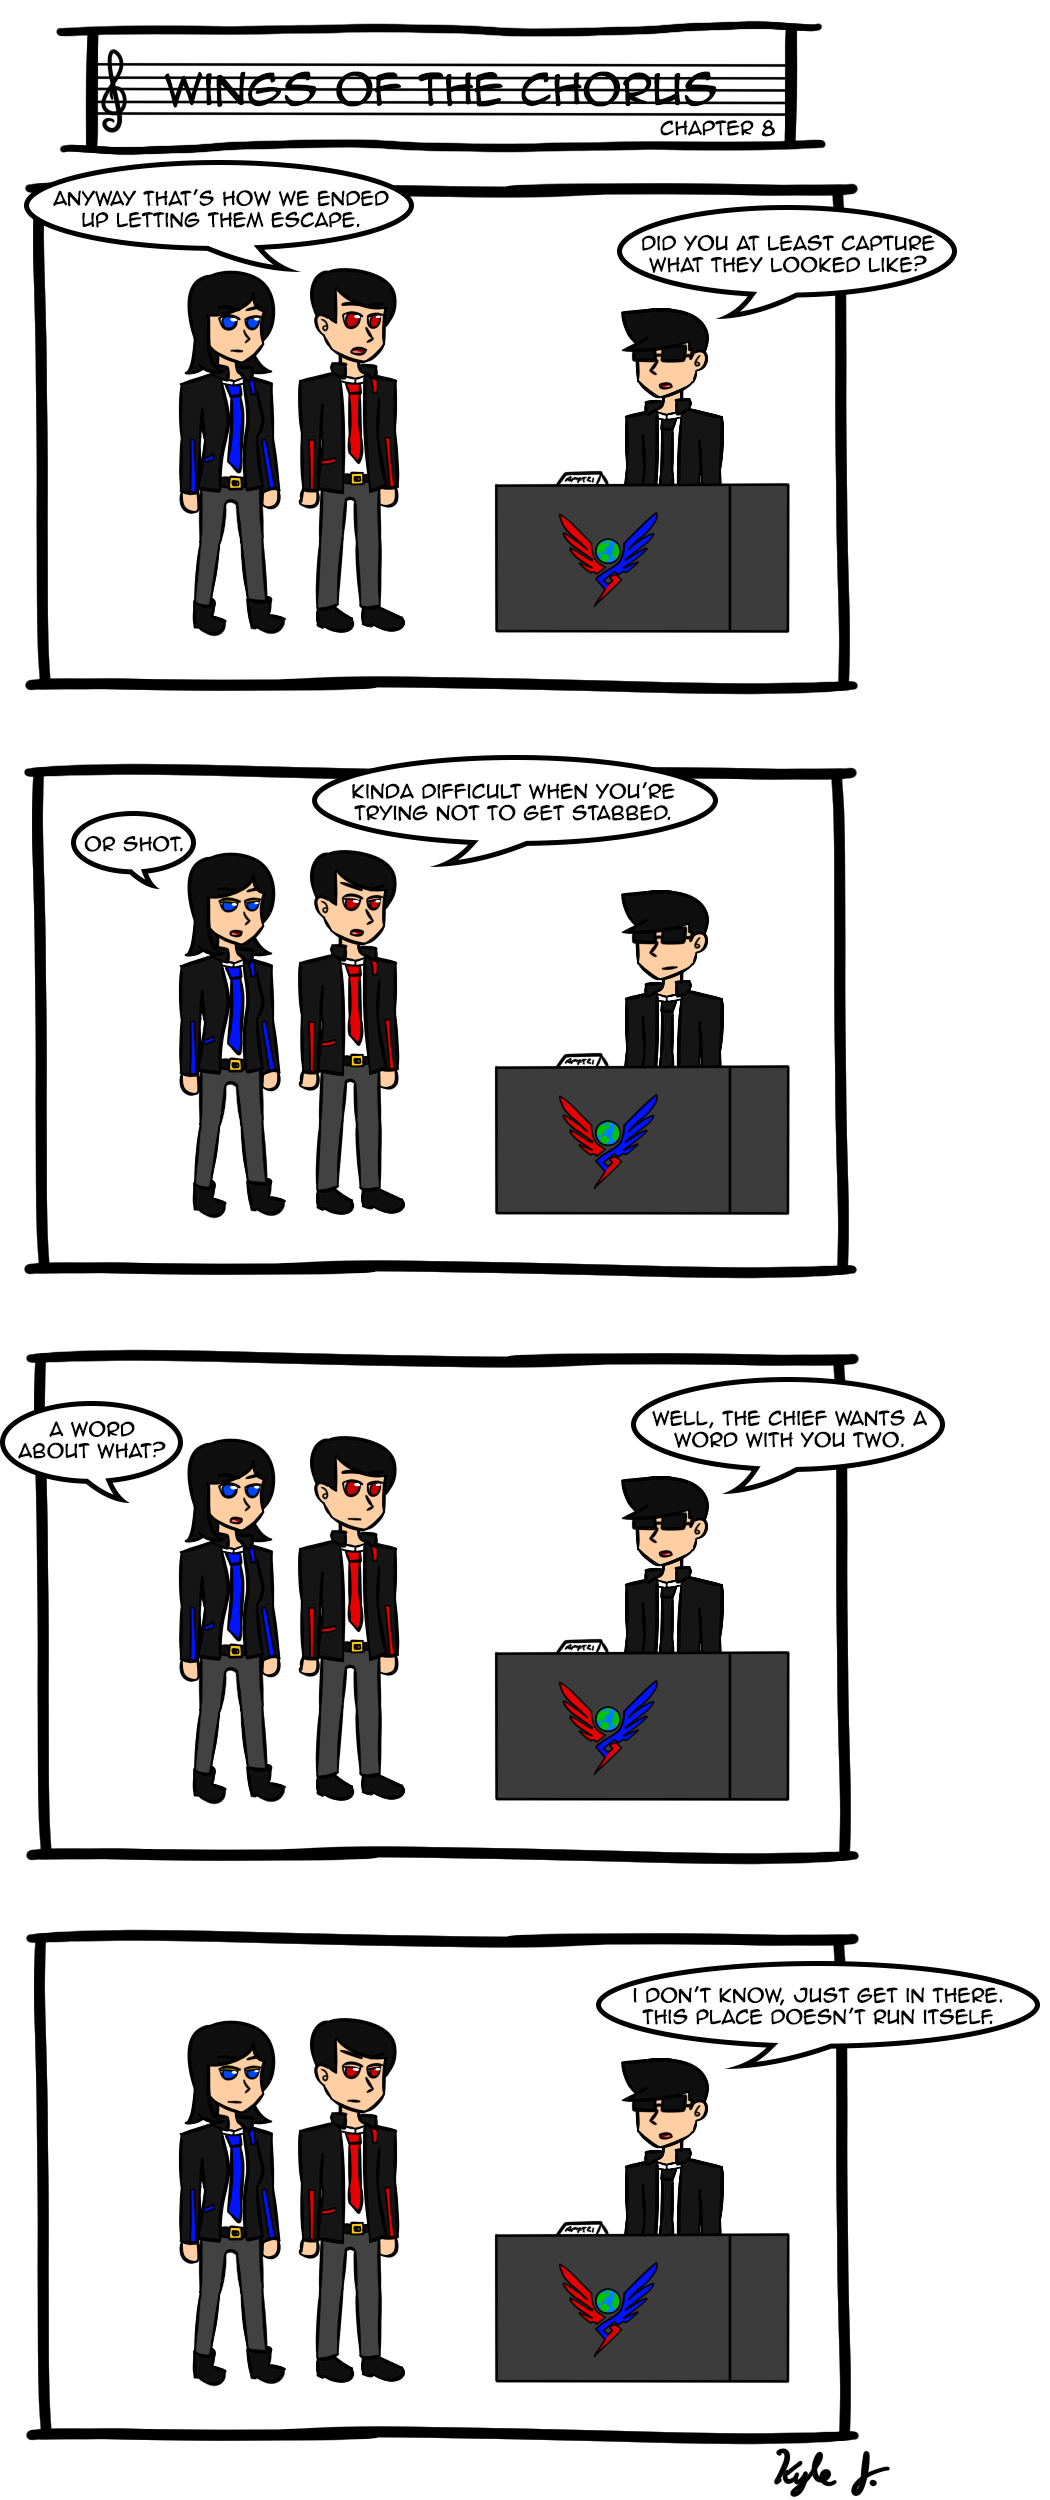 WINGS OF THE CHORUS
CHAPTER 8
ANYWAY THAT'S HOW WE ENDED
UP LETTING THEM ESCAPE.
DID YOU AT LEAST CAPTURE
WHAT THEY LOOKED LIKE?
KINDA DIFFICULT WHEN YOU'RE
TRYING NOT TO GET STABBED.
OR SHOT.
WELL, THE CHIEF WANTS A
WORD WITH YOU TWO.
A WORD
ABOUT WHAT?
I DON'T KNOW, JUST GET IN THERE.
THIS PLACE DOESN'T RUN ITSELF.
Kyle J.